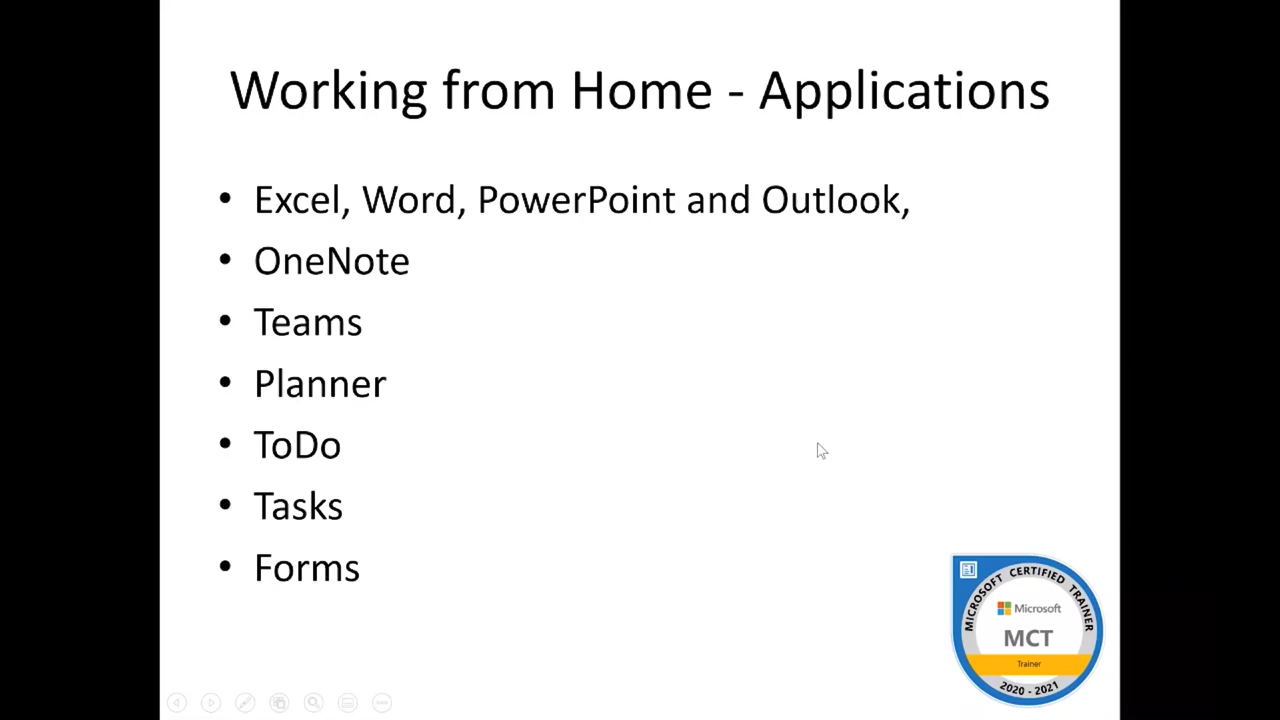 Working from Home - Applications
• Excel, Word, PowerPoint and Outlook,
• OneNote
• Teams
• Planner
• ToDo
• Tasks
• Forms
MICROSOFT CERTIFIED TRAINER
Microsoft
MCT
Trainer
2020 - 2021